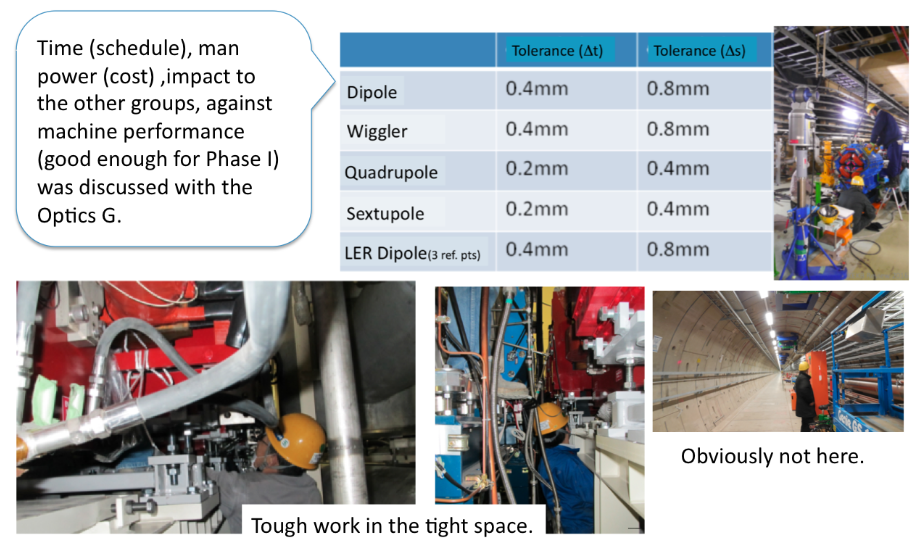 Time (schedule), man
power (cost) ,impact to
the other groups, against
machine performance
(good enough for Phase I)
was discussed with the
Optics G.
Tolerance (Δt) Tolerance (Δs)
Dipole 0.4mm 0.8mm
Wiggler 0.4mm 0.8mm
Quadrupole 0.2mm 0.4mm
Sextupole 0.2mm 0.4mm
LER Dipole(3 ref. pts) 0.4mm 0.8mm
Obviously not here.
Tough work in the tight space.